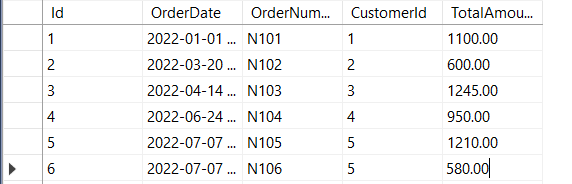 Id OrderDate OrderNum... CustomerId TotalAmou...
1 2022-01-01 ... N101 1 1100.00
2 2022-03-20 ... N102 2 600.00
3 2022-04-14 ... N103 3 1245.00
4 2022-06-24 ... N104 4 950.00
5 2022-07-07 ... N105 5 1210.00
6 2022-07-07 ... N106 5 580.00